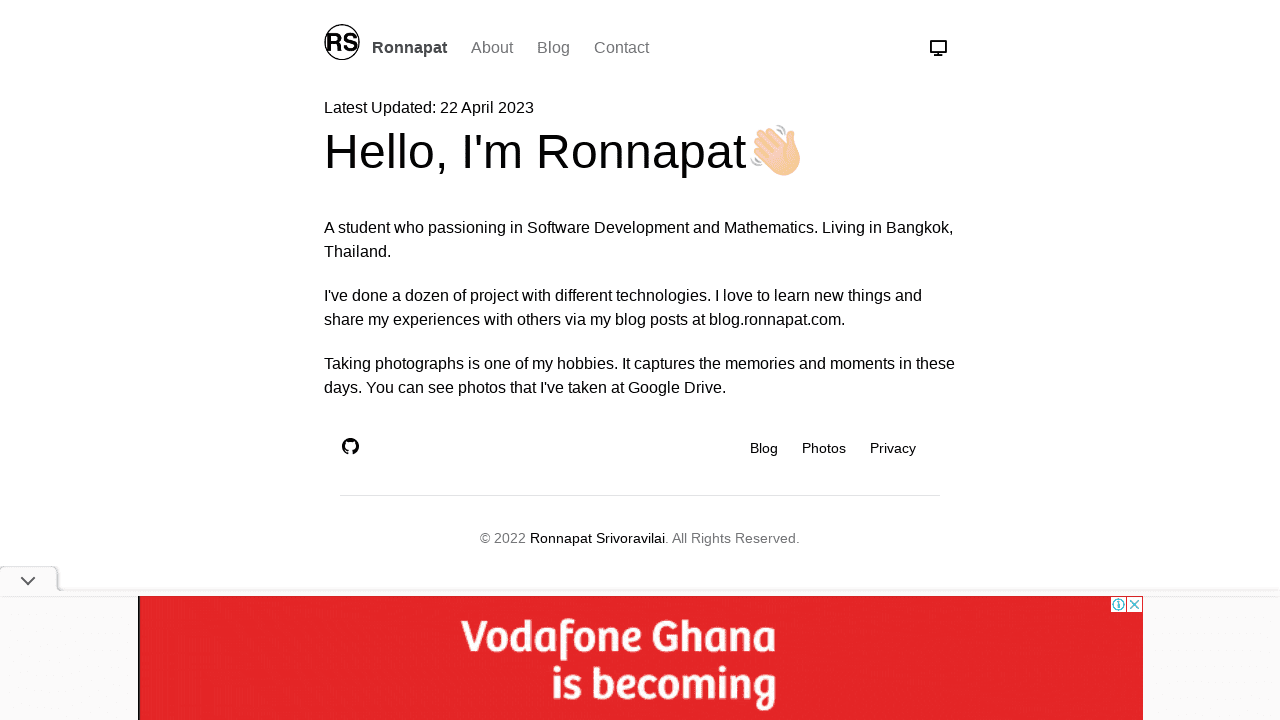 RS
Ronnapat About Blog Contact
Latest Updated: 22 April 2023
Hello, I'm Ronnapat
A student who passioning in Software Development and Mathematics. Living in Bangkok,
Thailand.
I've done a dozen of project with different technologies. I love to learn new things and
share my experiences with others via my blog posts at blog.ronnapat.com.
Taking photographs is one of my hobbies. It captures the memories and moments in these
days. You can see photos that I've taken at Google Drive.
Blog Photos Privacy
© 2022 Ronnapat Srivoravilai. All Rights Reserved.
Vodafone Ghana
is becoming